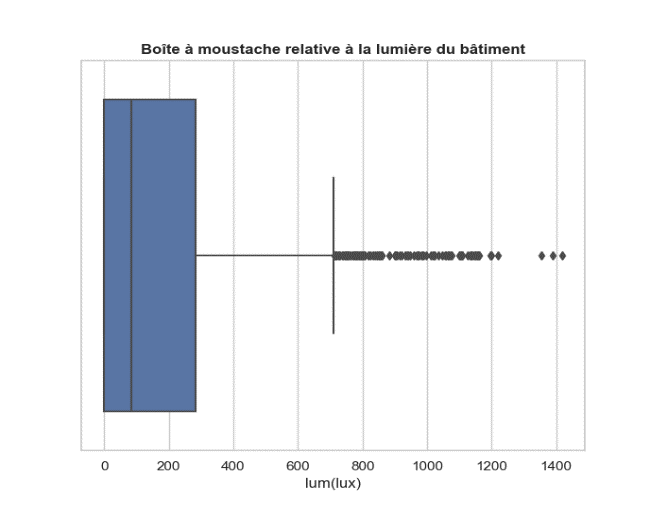 Boîte à moustache relative à la lumière du bâtiment
0 200 400 600 800 1000 1200 1400
lum(lux)